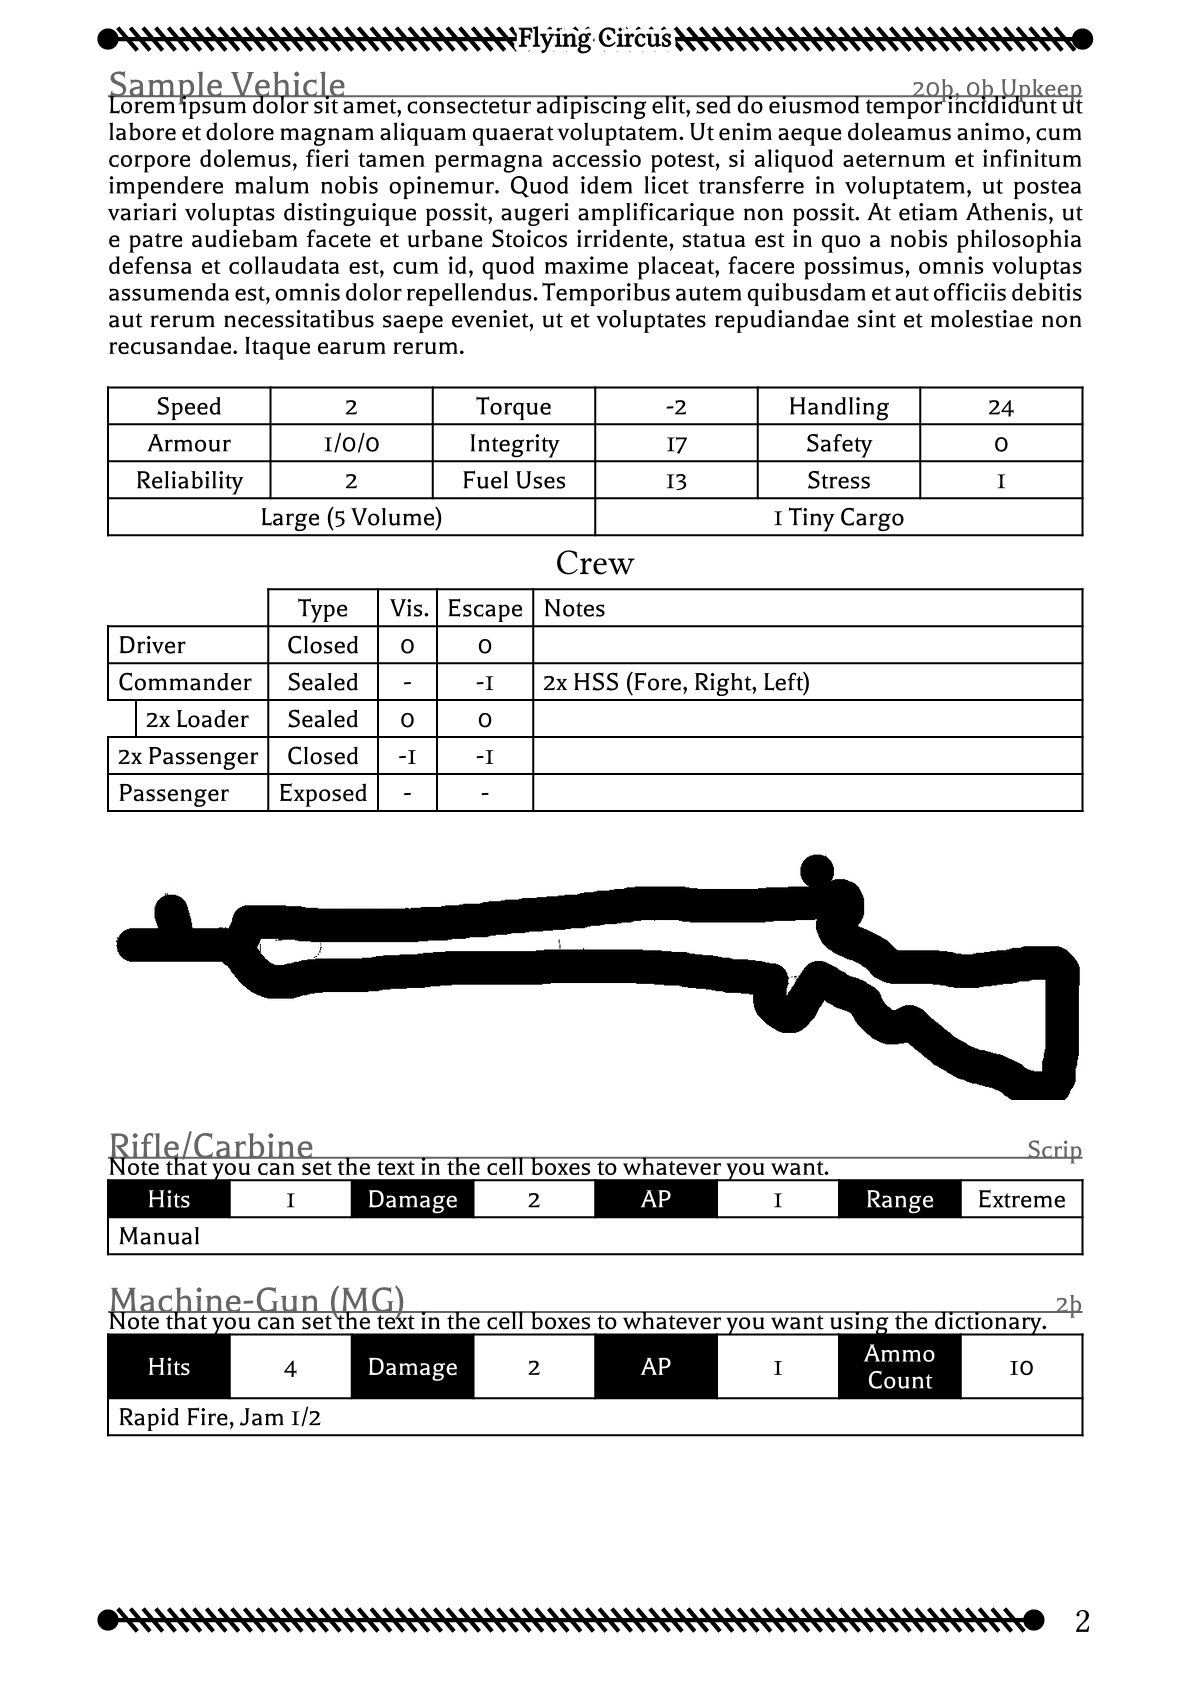 Flying Circus
Sample Vehicle 20þ, 0þ Upkeep
Lorem ipsum dolor sit amet, consectetur adipiscing elit, sed do eiusmod tempor incididunt ut
labore et dolore magnam aliquam quaerat voluptatem. Ut enim aeque doleamus animo, cum
corpore dolemus, fieri tamen permagna accessio potest, si aliquod aeternum et infinitum
impendere malum nobis opinemur. Quod idem licet transferre in voluptatem, ut postea
variari voluptas distinguique possit, augeri amplificarique non possit. At etiam Athenis, ut
e patre audiebam facete et urbane Stoicos irridente, statua est in quo a nobis philosophia
defensa et collaudata est, cum id, quod maxime placeat, facere possimus, omnis voluptas
assumenda est, omnis dolor repellendus. Temporibus autem quibusdam et aut officiis debitis
aut rerum necessitatibus saepe eveniet, ut et voluptates repudiandae sint et molestiae non
recusandae. Itaque earum rerum.
Speed 2 Torque -2 Handling 24
Armour 1/0/0 Integrity 17 Safety 0
Reliability 2 Fuel Uses 13 Stress 1
Large (5 Volume) 1 Tiny Cargo
Crew
Type Vis. Escape Notes
Driver Closed 0 0
Commander Sealed - -1 2x HSS (Fore, Right, Left)
2x Loader Sealed 0 0
2x Passenger Closed -1 -1
Passenger Exposed - -
Rifle/Carbine Scrip
Note that you can set the text in the cell boxes to whatever you want.
Hits 1 Damage 2 AP 1 Range Extreme
Manual
Machine-Gun (MG) 2þ
Note that you can set the text in the cell boxes to whatever you want using the dictionary.
Hits 4 Damage 2 AP 1 Ammo Count 10
Rapid Fire, Jam 1/2
2